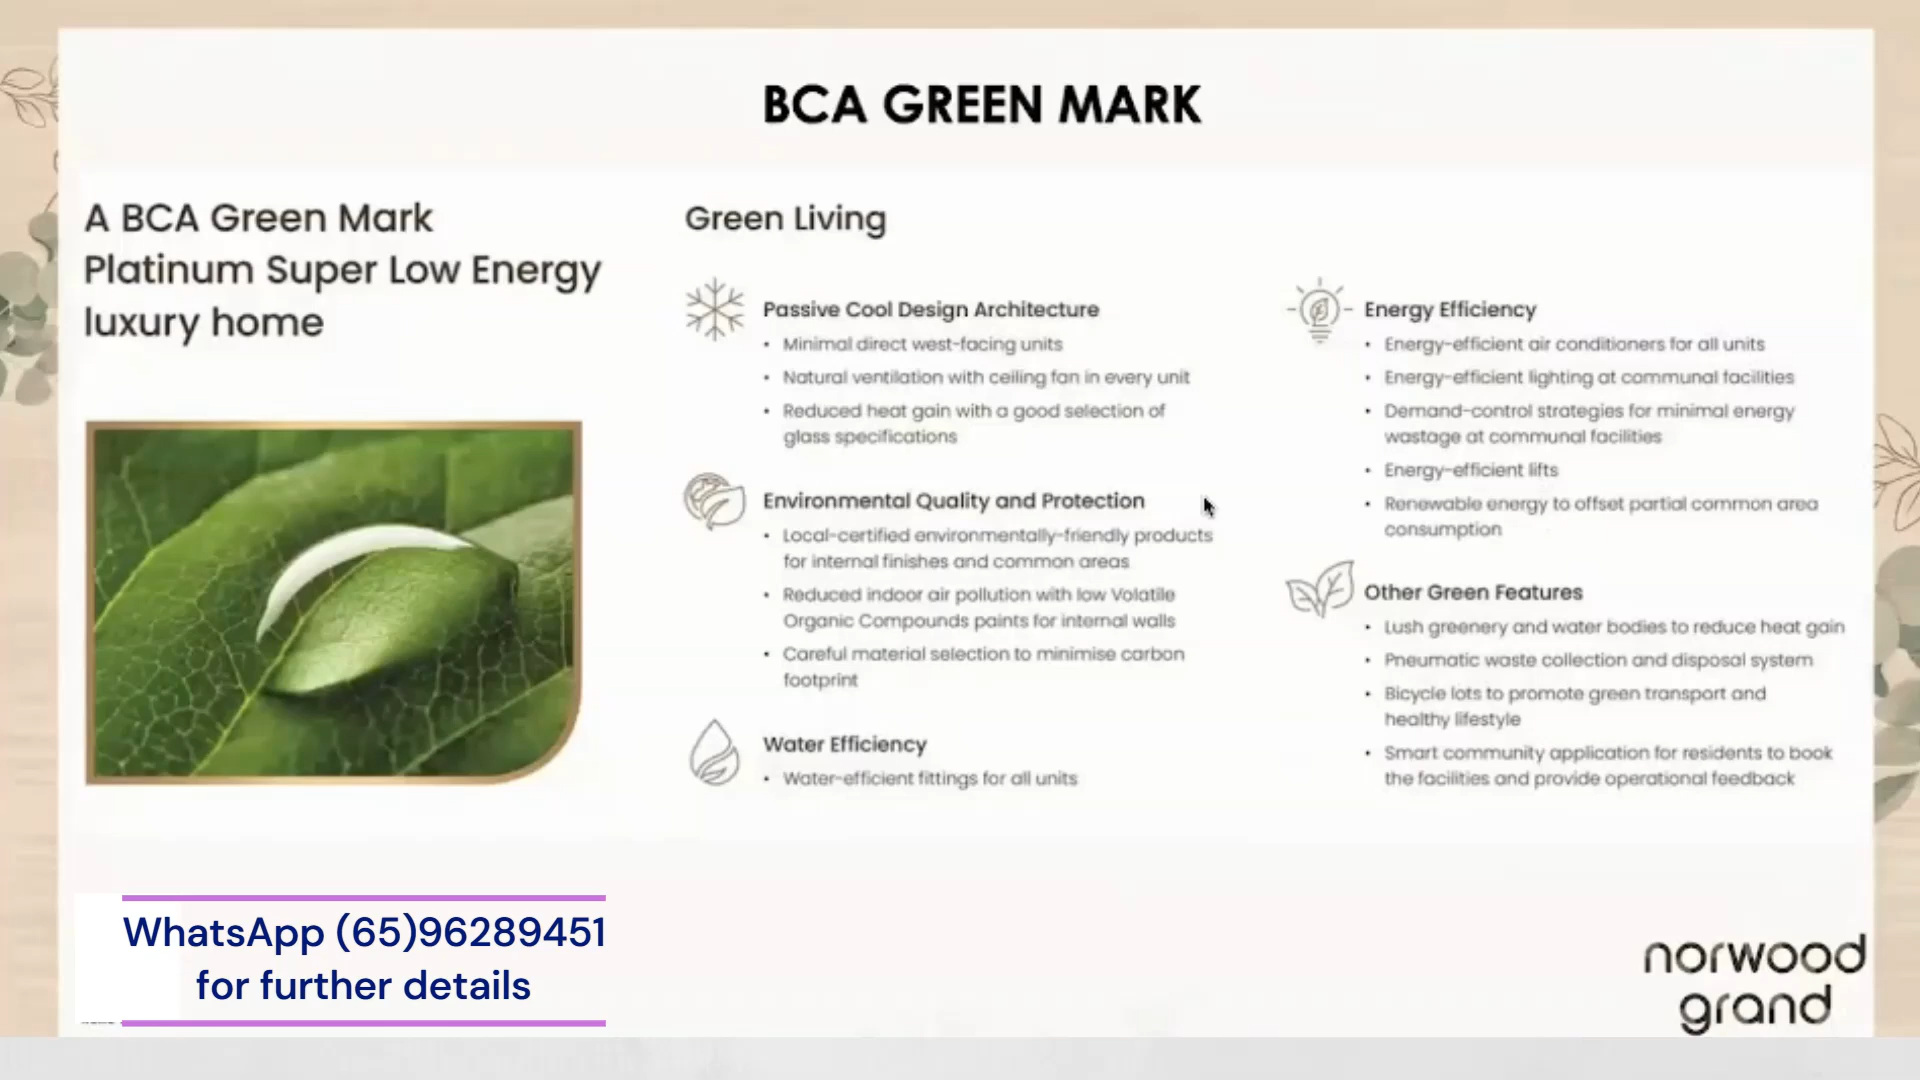 BCA GREEN MARK
A BCA Green Mark
Platinum Super Low Energy
luxury home
Green Living
Passive Cool Design Architecture
• Minimal direct west-facing units
• Natural ventilation with ceiling fan in every unit
• Reduced heat gain with a good selection of
glass specifications
Environmental Quality and Protection
• Local-certified environmentally-friendly products
for internal finishes and common areas
• Reduced indoor air pollution with low Volatile
Organic Compounds paints for internal walls
• Careful material selection to minimise carbon
footprint
Water Efficiency
• Water-efficient fittings for all units
Energy Efficiency
• Energy-efficient air conditioners for all units
• Energy-efficient lighting at communal facilities
• Demand-control strategies for minimal energy
wastage at communal facilities
• Energy-efficient lifts
• Renewable energy to offset partial common area
consumption
Other Green Features
• Lush greenery and water bodies to reduce heat gain
• Pneumatic waste collection and disposal system
• Bicycle lots to promote green transport and
healthy lifestyle
• Smart community application for residents to book
the facilities and provide operational feedback
WhatsApp (65)96289451
for further details
norwood
grand